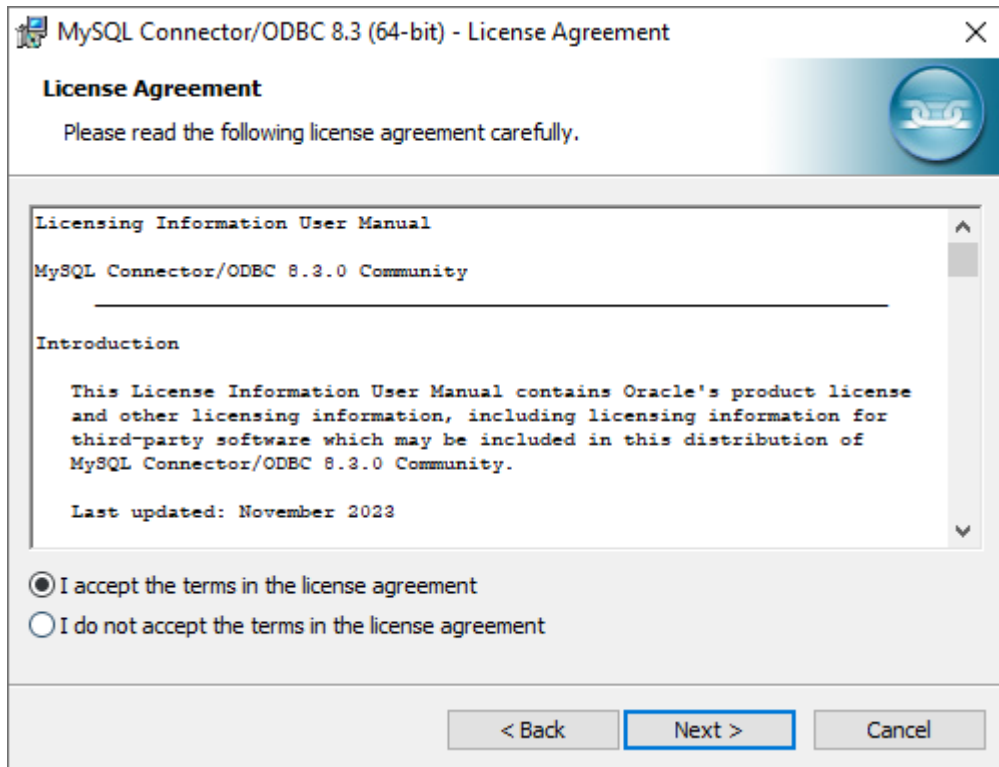 MySQL Connector/ODBC 8.3 (64-bit) - License Agreement
License Agreement
Please read the following license agreement carefully.
Licensing Information User Manual
MySQL Connector/ODBC 8.3.0 Community
Introduction
This License Information User Manual contains Oracle's product license
and other licensing information, including licensing information for
third-party software which may be included in this distribution of
MySQL Connector/ODBC 8.3.0 Community.
Last updated: November 2023
I accept the terms in the license agreement
I do not accept the terms in the license agreement
< Back Next > Cancel